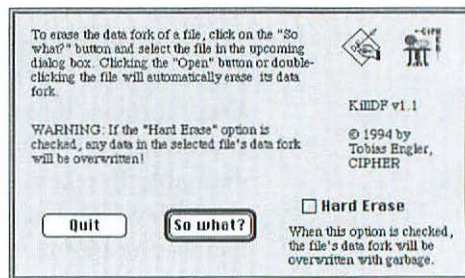 To erase the data fork of a file, click on the "So
what?" button and select the file in the upcoming
dialog box. Clicking the "Open" button or double-
clicking the file will automatically erase its data
fork.
WARNING: If the "Hard Erase" option is
checked, any data in the selected file's data fork
will be overwritten!
CIPHER
KillDF v1.1
© 1994 by
Tobias Engler,
CIPHER
Quit
So what?
Hard Erase
When this option is checked,
the file's data fork will be
overwritten with garbage.